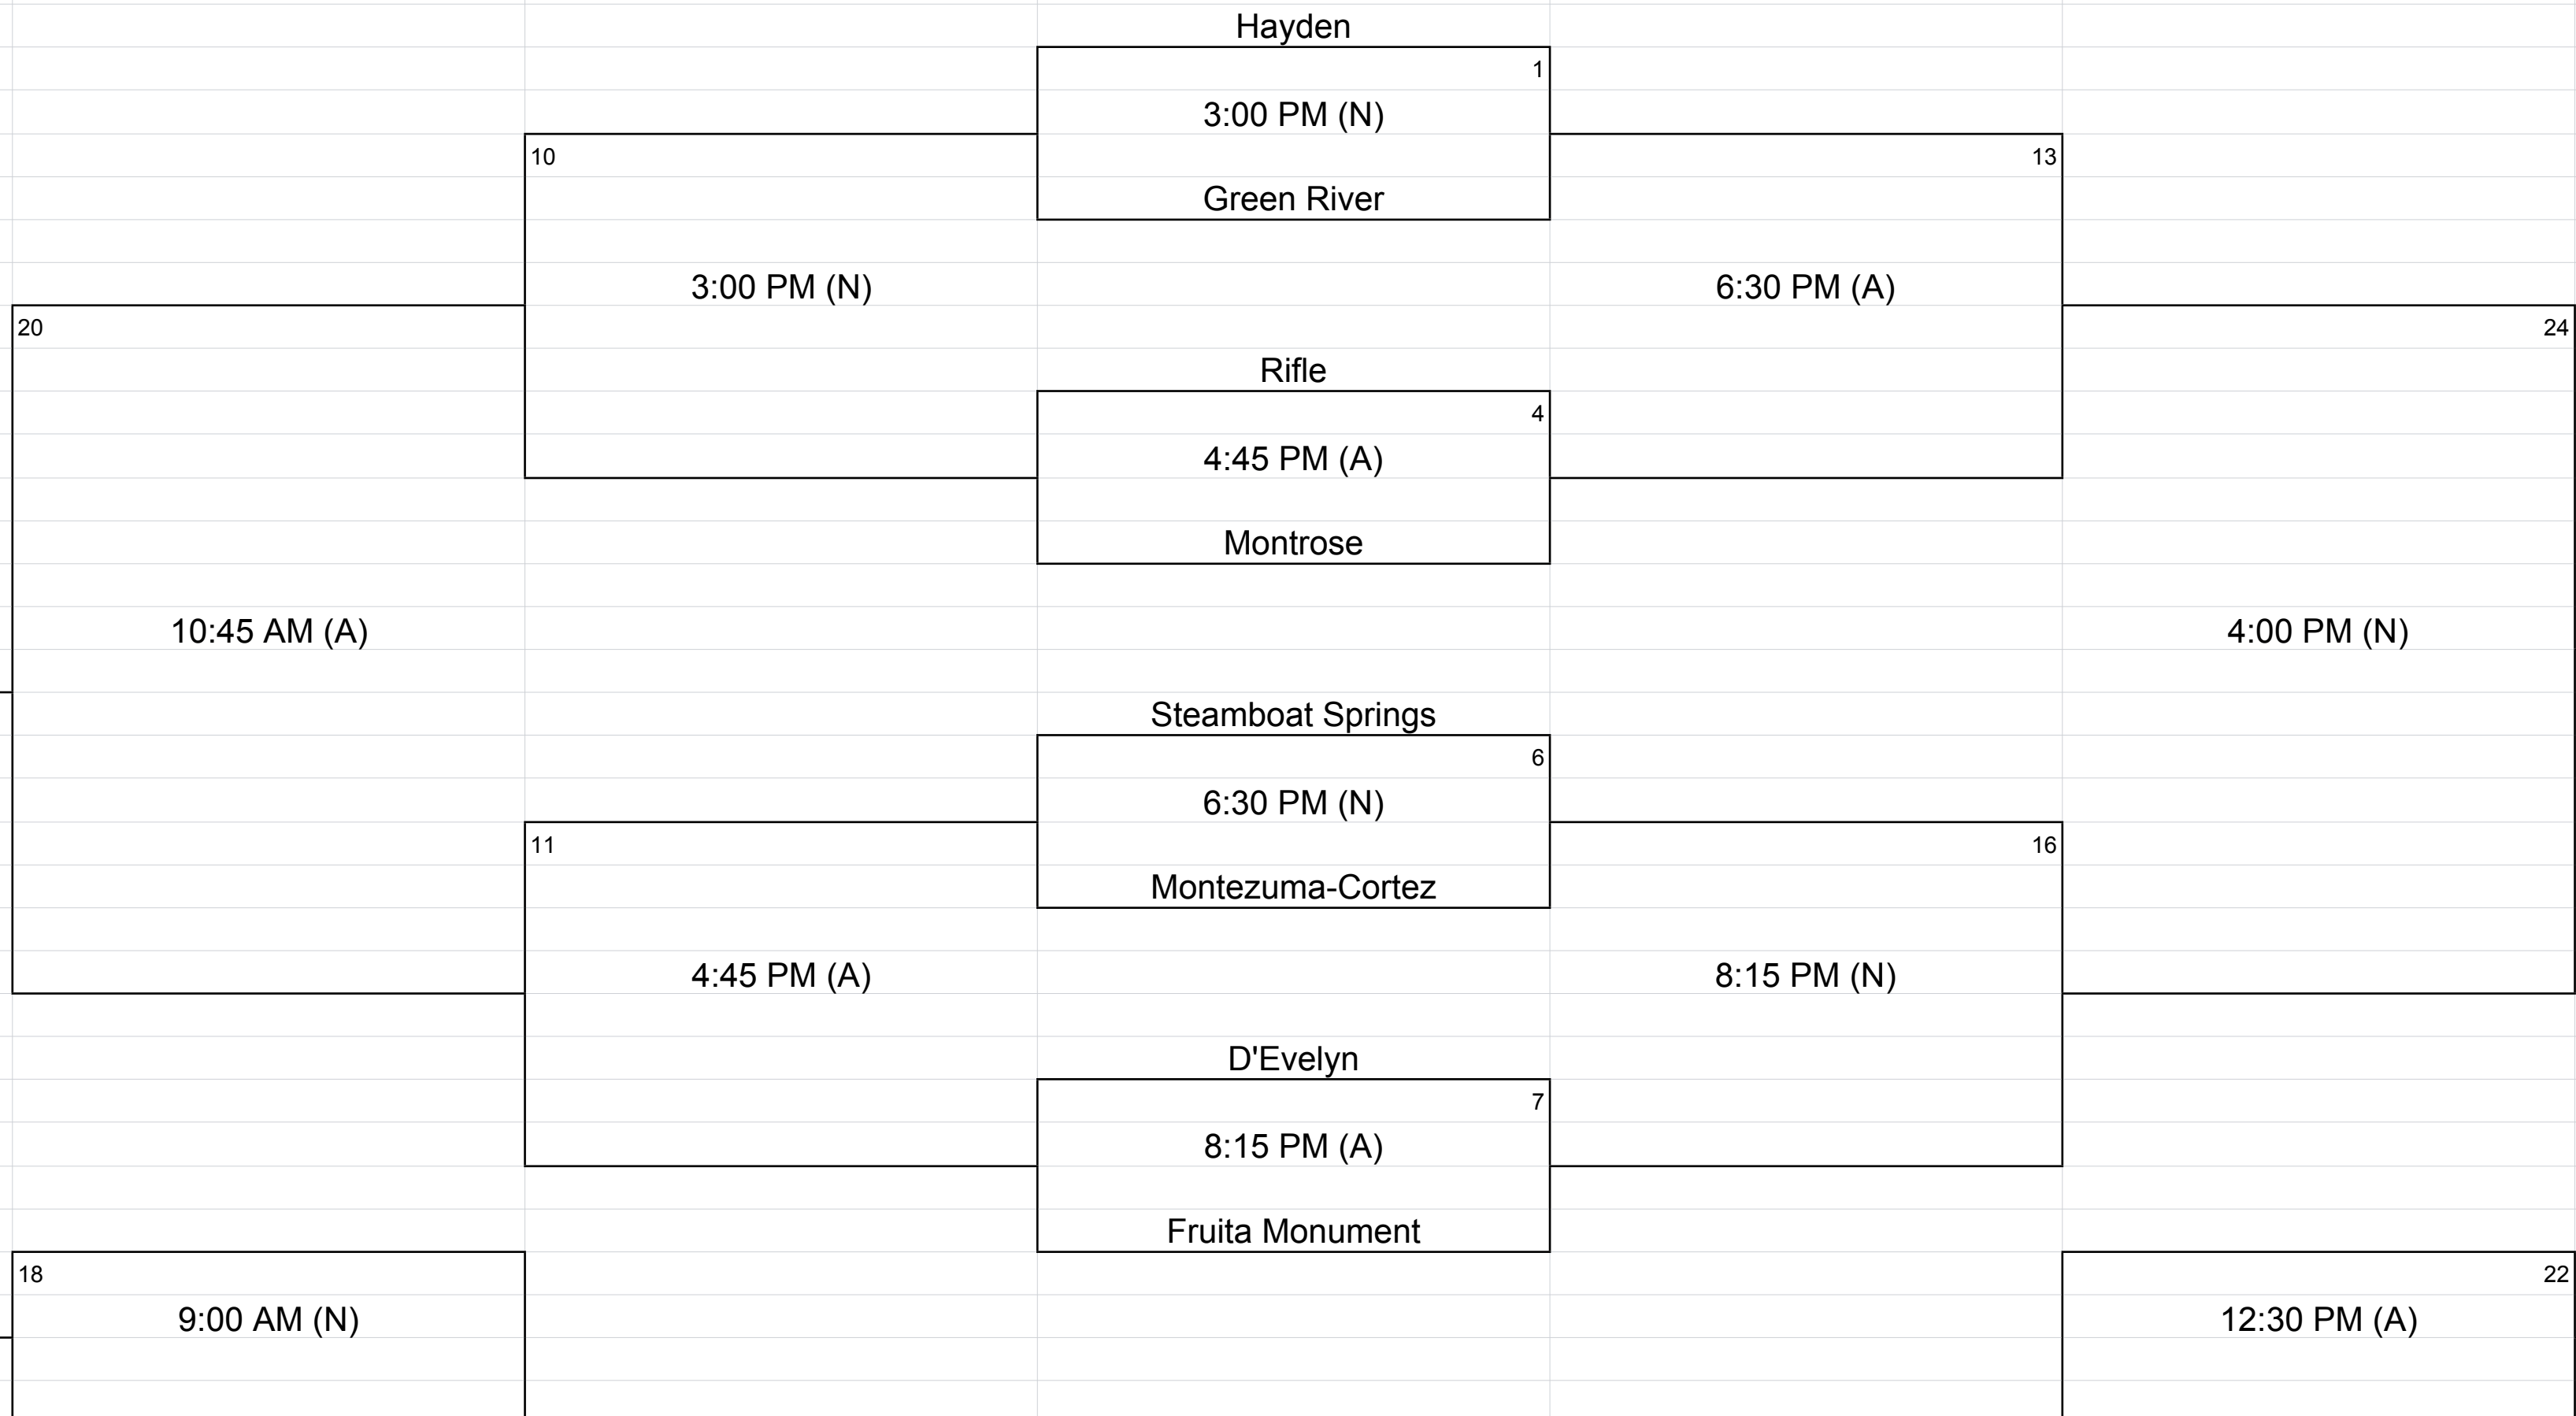 Hayden
1
3:00 PM (N)
10
13
Green River
3:00 PM (N)
6:30 PM (A)
20
24
Rifle
4
4:45 PM (A)
Montrose
10:45 AM (A)
4:00 PM (N)
Steamboat Springs
6
6:30 PM (N)
11
16
Montezuma-Cortez
4:45 PM (A)
8:15 PM (N)
D'Evelyn
7
8:15 PM (A)
Fruita Monument
18
22
9:00 AM (N)
12:30 PM (A)